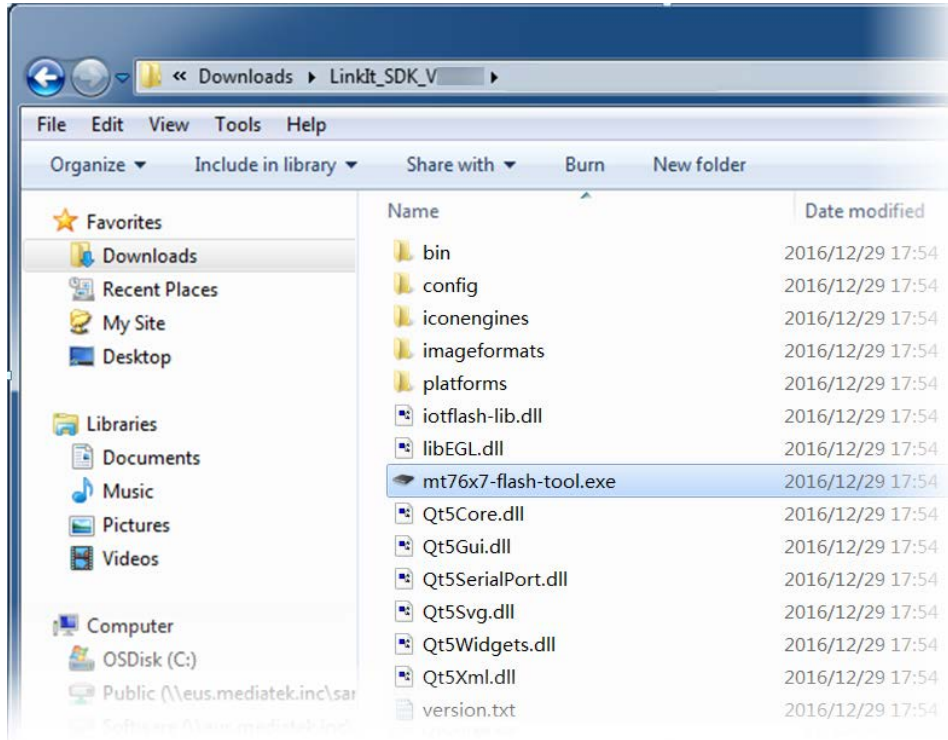 « Downloads ▸ LinkIt_SDK_V ▸
File Edit View Tools Help
Organize ▾ Include in library ▾ Share with ▾ Burn New folder
Favorites
Downloads
Recent Places
My Site
Desktop
Libraries
Documents
Music
Pictures
Videos
Computer
OSDisk (C:)
Public (\\eus.mediatek.inc\sar
Name Date modified
bin 2016/12/29 17:54
config 2016/12/29 17:54
iconengines 2016/12/29 17:54
imageformats 2016/12/29 17:54
platforms 2016/12/29 17:54
iotflash-lib.dll 2016/12/29 17:54
libEGL.dll 2016/12/29 17:54
mt76x7-flash-tool.exe 2016/12/29 17:54
Qt5Core.dll 2016/12/29 17:54
Qt5Gui.dll 2016/12/29 17:54
Qt5SerialPort.dll 2016/12/29 17:54
Qt5Svg.dll 2016/12/29 17:54
Qt5Widgets.dll 2016/12/29 17:54
Qt5Xml.dll 2016/12/29 17:54
version.txt 2016/12/29 17:54